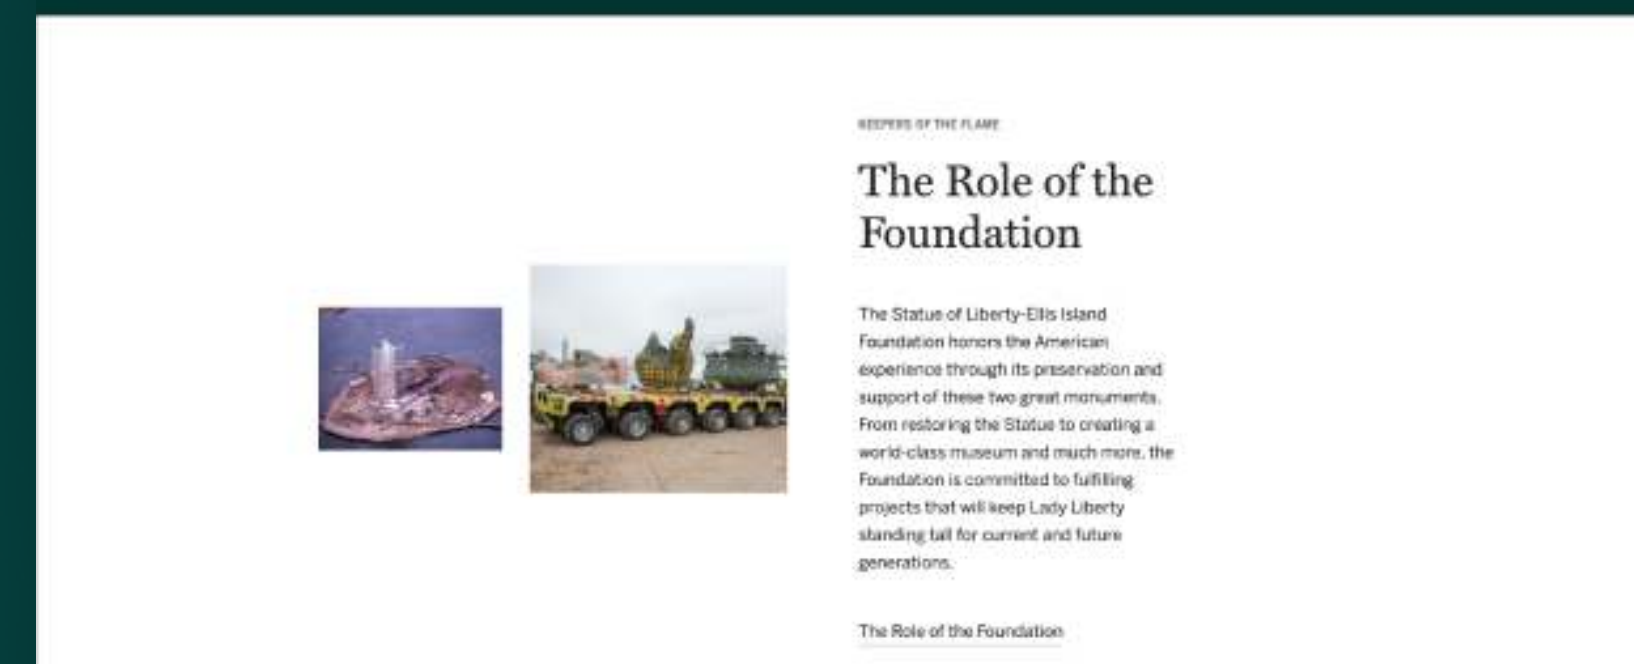 KEEPERS OF THE FLAME
The Role of the
Foundation
The Statue of Liberty-Ellis Island
Foundation honors the American
experience through its preservation and
support of these two great monuments.
From restoring the Statue to creating a
world-class museum and much more, the
Foundation is committed to fulfilling
projects that will keep Lady Liberty
standing tall for current and future
generations.
The Role of the Foundation